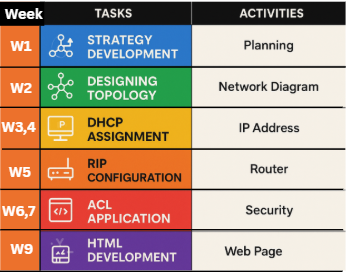 Week TASKS ACTIVITIES
W1 STRATEGY DEVELOPMENT Planning
W2 DESIGNING TOPOLOGY Network Diagram
W3,4 P DHCP ASSIGNMENT IP Address
W5 RIP CONFIGURATION Router
W6,7 </> ACL APPLICATION Security
W9 HTML DEVELOPMENT Web Page